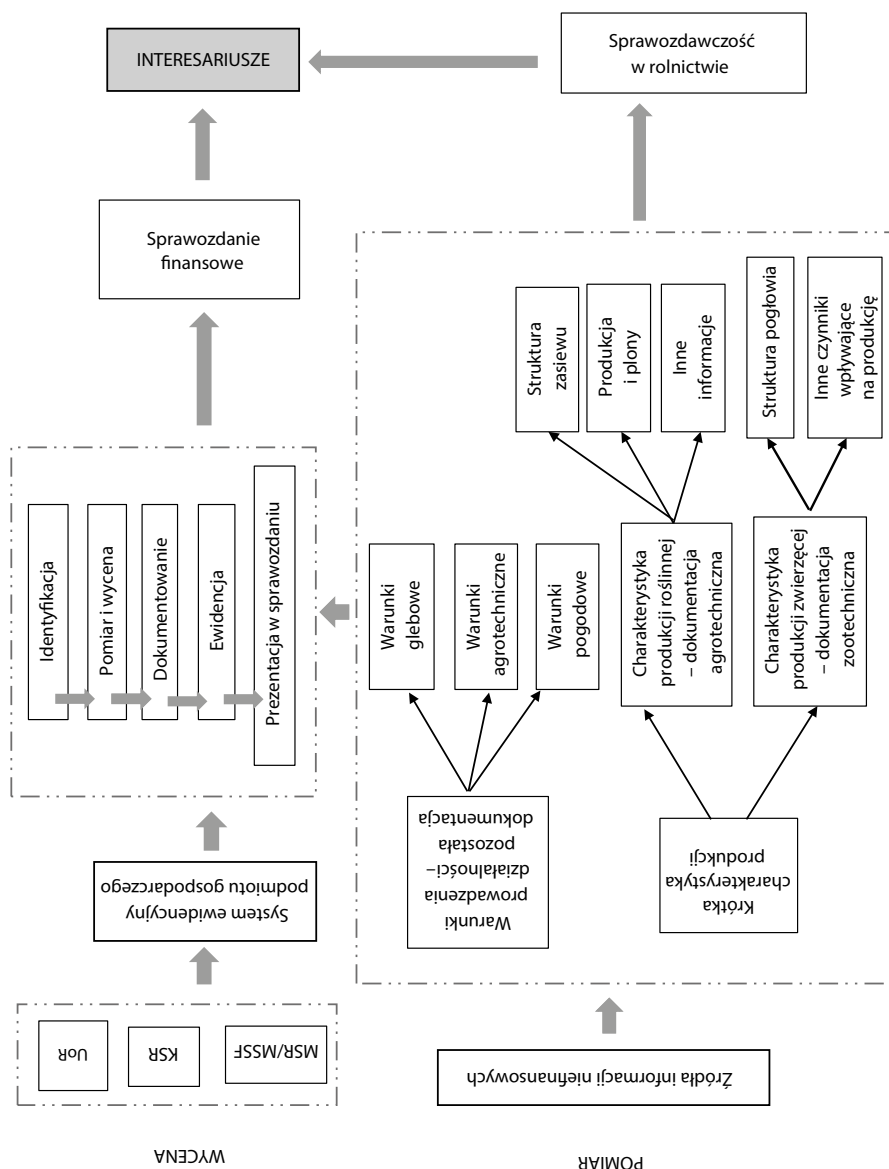 WYCENA
UoR
KSR
MSR/MSSF
System ewidencyjny
podmiotu gospodarczego
Identyfikacja
Pomiar i wycena
Dokumentowanie
Ewidencja
Prezentacja w sprawozdaniu
Sprawozdanie
finansowe
INTERESARIUSZE
POMIAR
Źródła informacji niefinansowych
Warunki
prowadzenia
działalności–
pozostała
dokumentacja
Warunki
glebowe
Warunki
agrotechniczne
Warunki
pogodowe
Krótka
charakterystyka
produkcji
Charakterystyka
produkcji roślinnej
– dokumentacja
agrotechniczna
Struktura
zasiewu
Produkcja
i plony
Inne
informacje
Charakterystyka
produkcji zwierzęcej
– dokumentacja
zootechniczna
Struktura pogłowia
Inne czynniki
wpływające
na produkcję
Sprawozdawczość
w rolnictwie